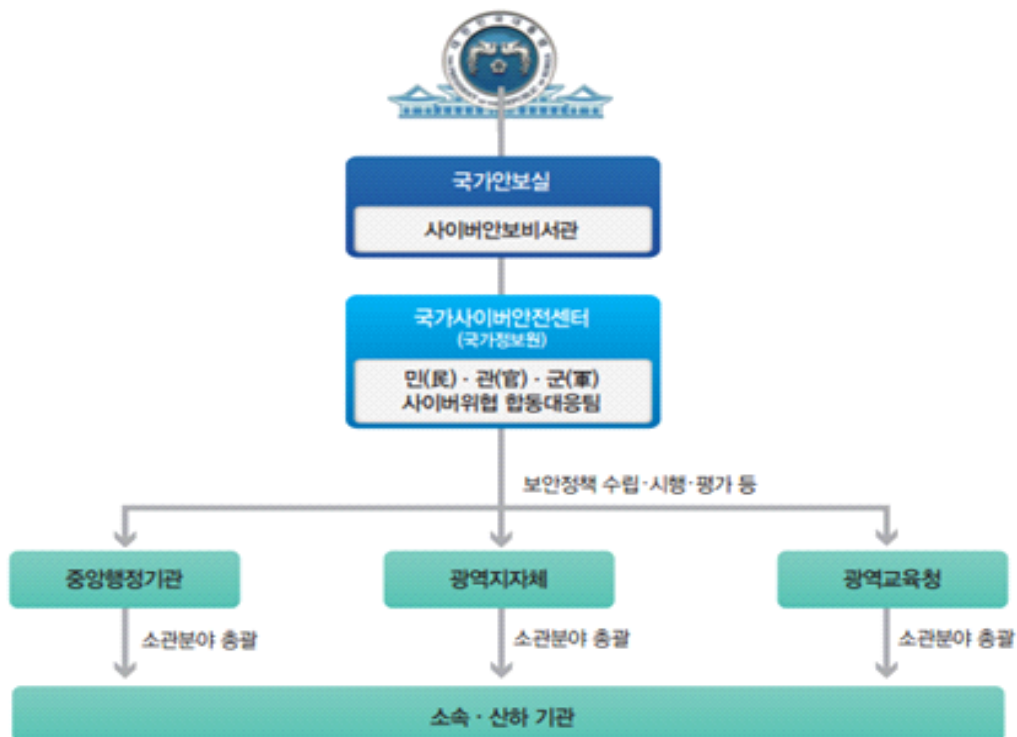 국가안보실
사이버안보비서관
국가사이버안전센터
(국가정보원)
민(民)·관(官)·군(軍)
사이버위협 합동대응팀
보안정책 수립·시행·평가 등
중앙행정기관
광역지자체
광역교육청
소관분야 총괄
소관분야 총괄
소관분야 총괄
소속·산하 기관